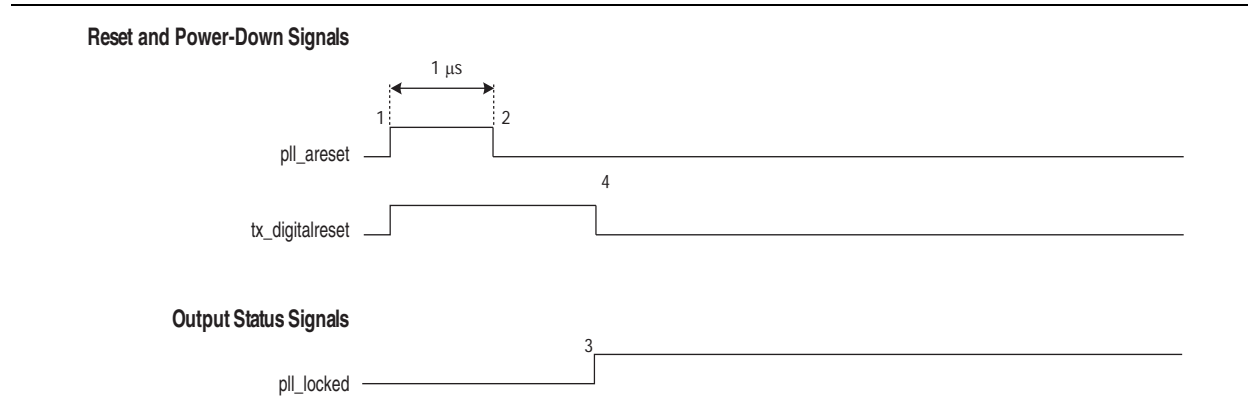 Reset and Power-Down Signals
1 μs
1
2
pll_areset
4
tx_digitalreset
Output Status Signals
3
pll_locked